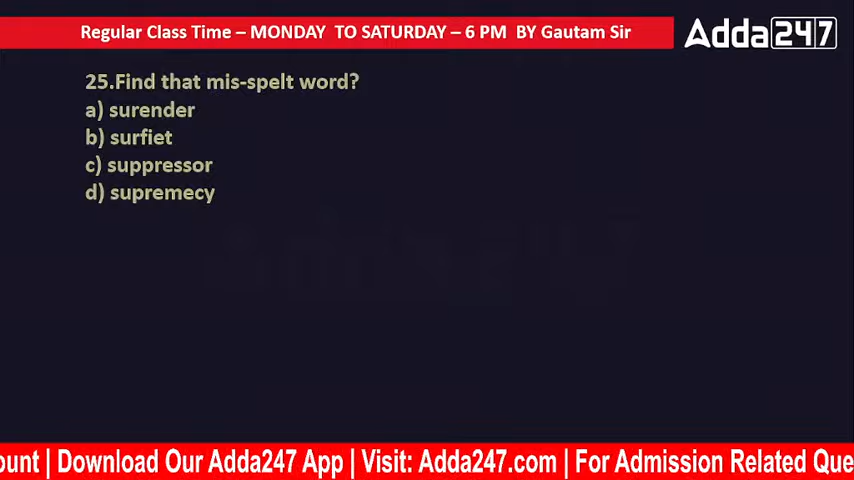 Regular Class Time – MONDAY TO SATURDAY – 6 PM BY Gautam Sir
Adda247
25.Find that mis-spelt word?
a) surender
b) surfiet
c) suppressor
d) supremecy
ount | Download Our Adda247 App | Visit: Adda247.com | For Admission Related Que